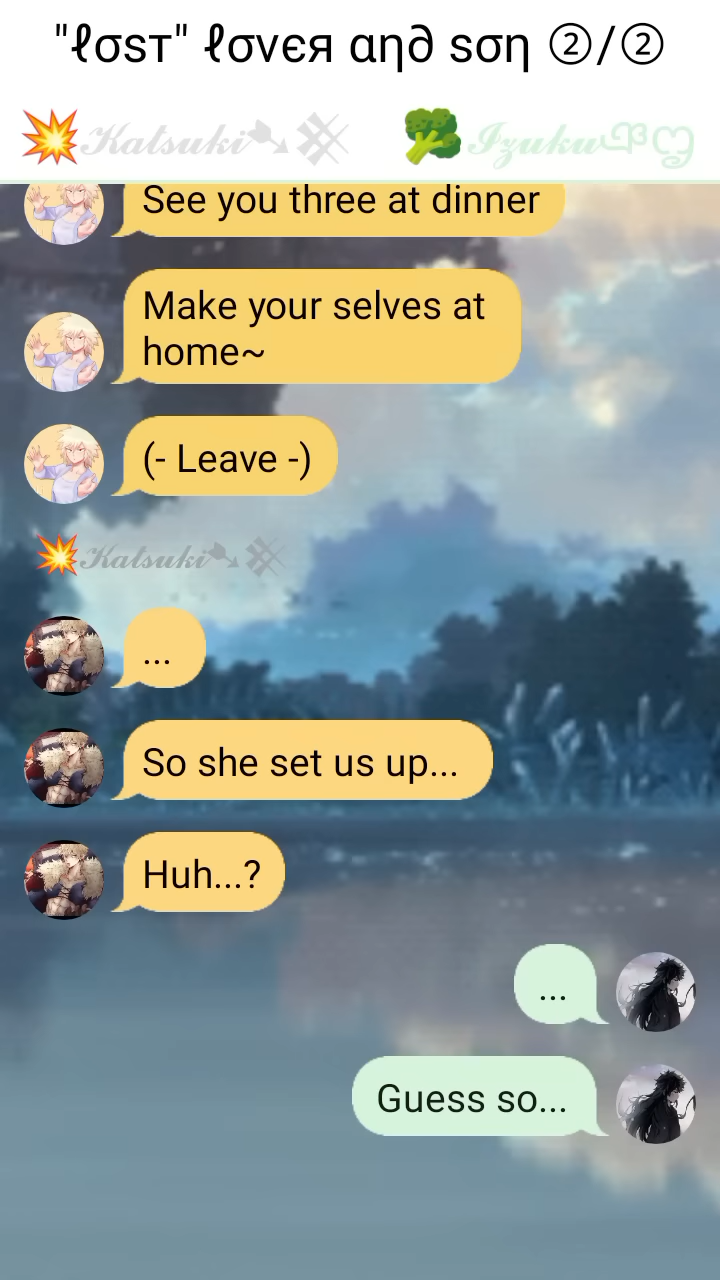 "ℓσѕт" ℓσνєя αη∂ ѕση ②/②
💥𝓚𝓪𝓽𝓼𝓾𝓴𝓲 🥦𝓘𝔃𝓾𝓴𝓾
See you three at dinner
Make your selves at
home~
(- Leave -)
💥𝓚𝓪𝓽𝓼𝓾𝓴𝓲
...
So she set us up...
Huh...?
...
Guess so...